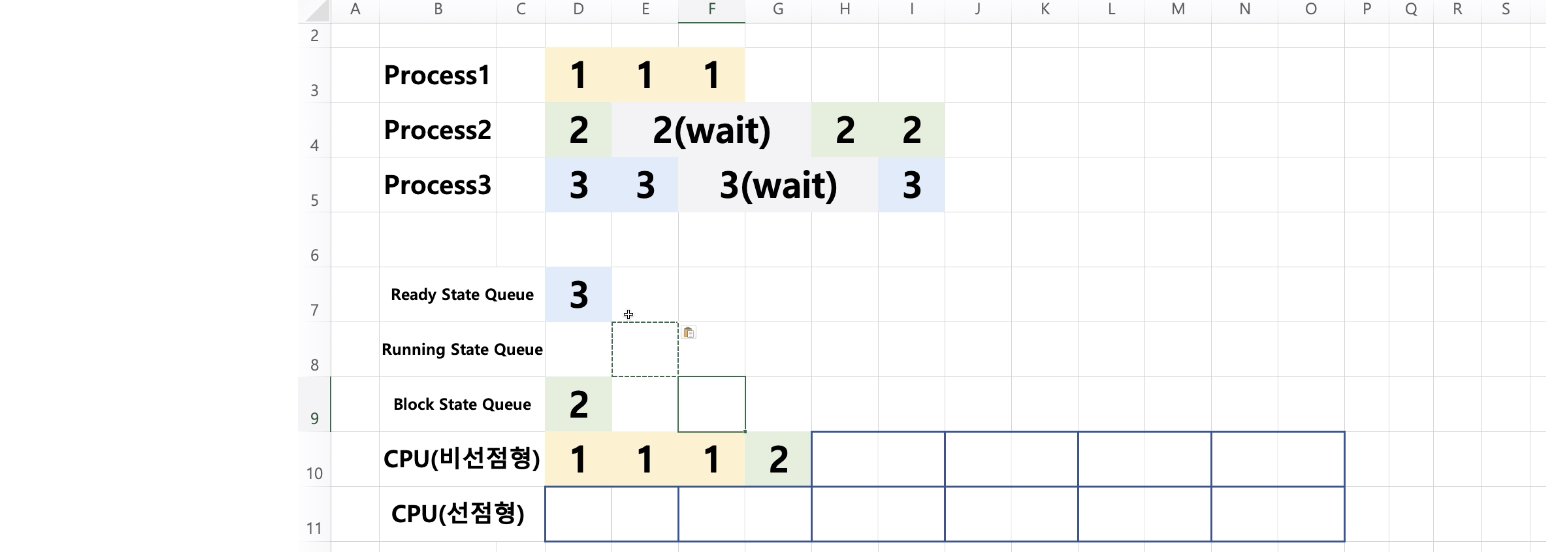 A B C D E F G H I J K L M N O P Q R S
2
3 Process1 1 1 1
4 Process2 2 2(wait) 2 2
5 Process3 3 3 3(wait) 3
6
7 Ready State Queue 3
8 Running State Queue
9 Block State Queue 2
10 CPU(비선점형) 1 1 1 2
11 CPU(선점형)